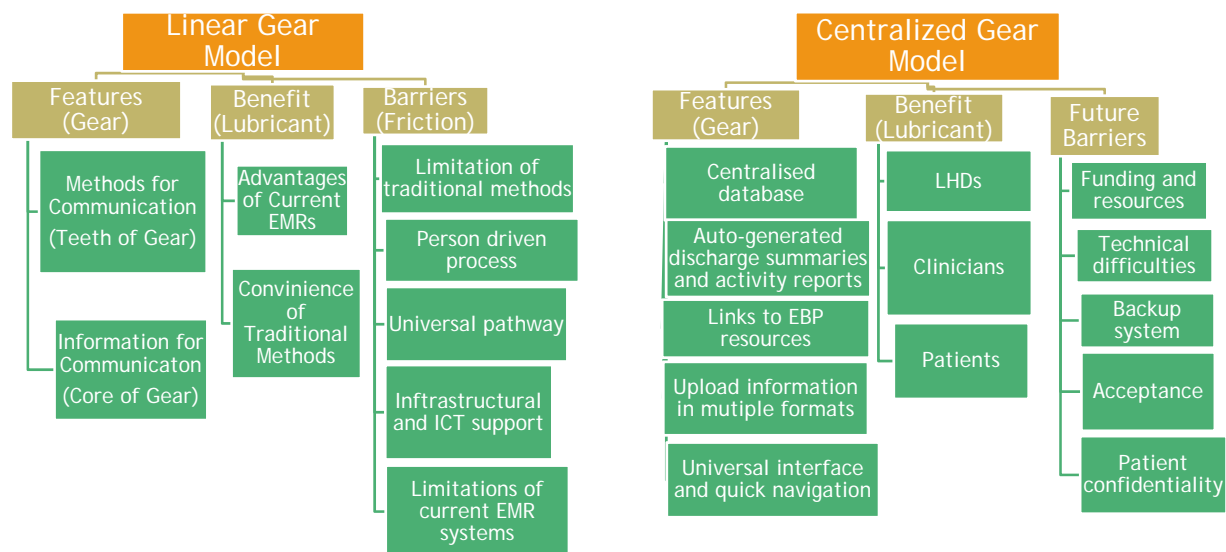 Linear Gear
Model
Features
(Gear)
Methods for
Communication
(Teeth of Gear)
Information for
Communicaton
(Core of Gear)
Benefit
(Lubricant)
Advantages
of Current
EMRs
Convinience
of
Traditional
Methods
Barriers
(Friction)
Limitation of
traditional methods
Person driven
process
Universal pathway
Inftrastructural
and ICT support
Limitations of
current EMR
systems
Centralized Gear
Model
Features
(Gear)
Centralised
database
Auto-generated
discharge summaries
and activity reports
Links to EBP
resources
Upload information
in mutiple formats
Universal interface
and quick navigation
Benefit
(Lubricant)
LHDs
Clinicians
Patients
Future
Barriers
Funding and
resources
Technical
difficulties
Backup
system
Acceptance
Patient
confidentiality